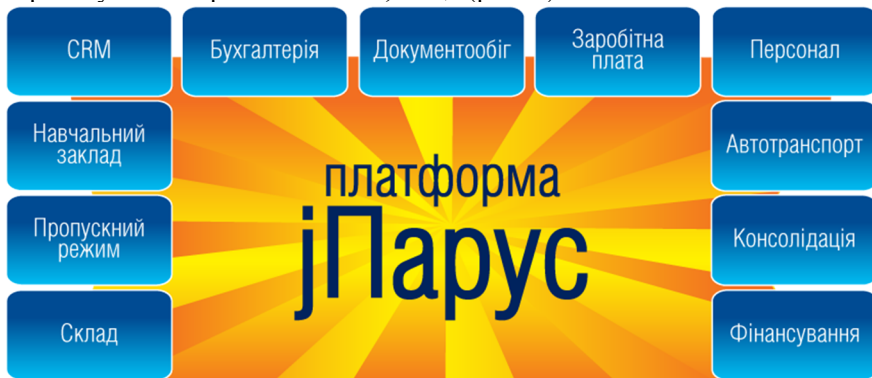 CRM
Бухгалтерія
Документообіг
Заробітна
плата
Персонал
Навчальний
заклад
Автотранспорт
платформа
jПарус
Пропускний
режим
Консолідація
Склад
Фінансування